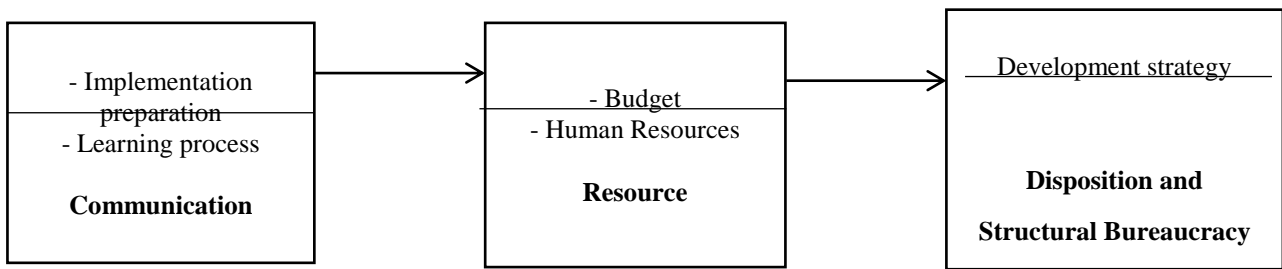 - Implementation
preparation
- Learning process
Communication
- Budget
- Human Resources
Resource
Development strategy
Disposition and
Structural Bureaucracy